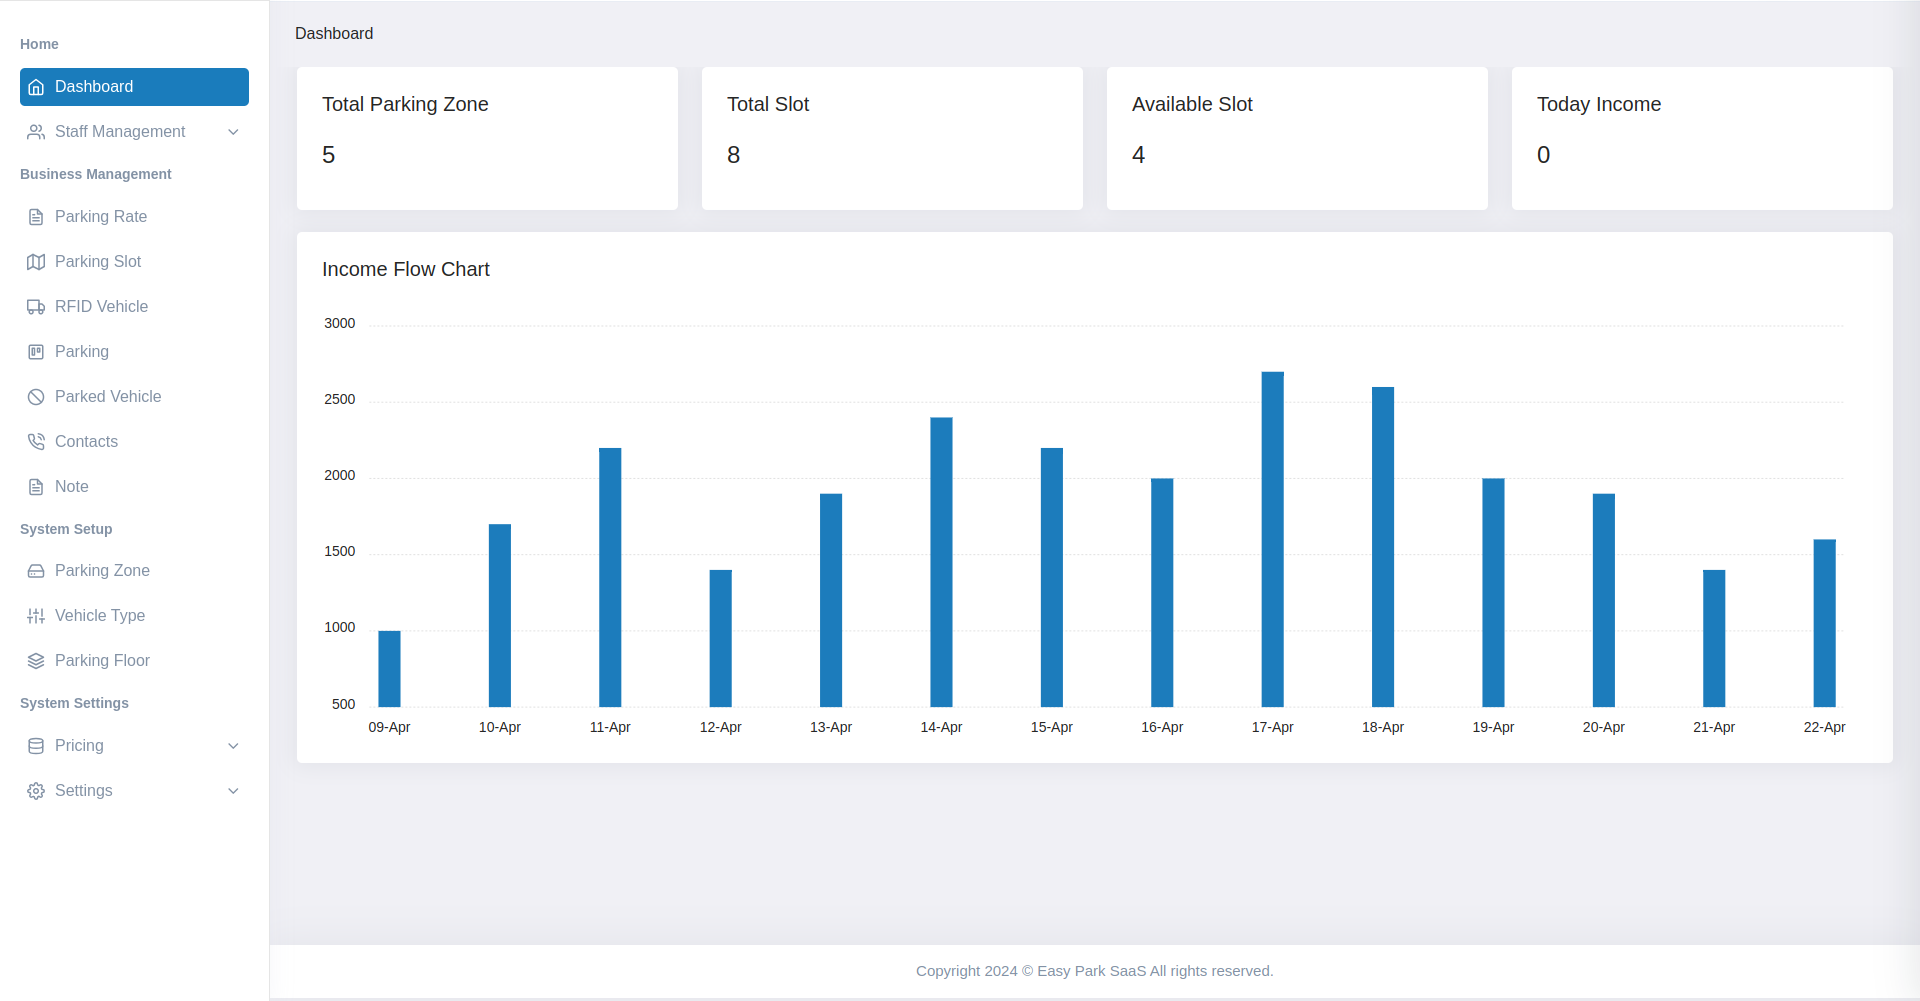 Home
Dashboard
Staff Management
Business Management
Parking Rate
Parking Slot
RFID Vehicle
Parking
Parked Vehicle
Contacts
Note
System Setup
Parking Zone
Vehicle Type
Parking Floor
System Settings
Pricing
Settings
Dashboard
Total Parking Zone
5
Total Slot
8
Available Slot
4
Today Income
0
Income Flow Chart
3000
2500
2000
1500
1000
500
09-Apr 10-Apr 11-Apr 12-Apr 13-Apr 14-Apr 15-Apr 16-Apr 17-Apr 18-Apr 19-Apr 20-Apr 21-Apr 22-Apr
Copyright 2024 © Easy Park SaaS All rights reserved.